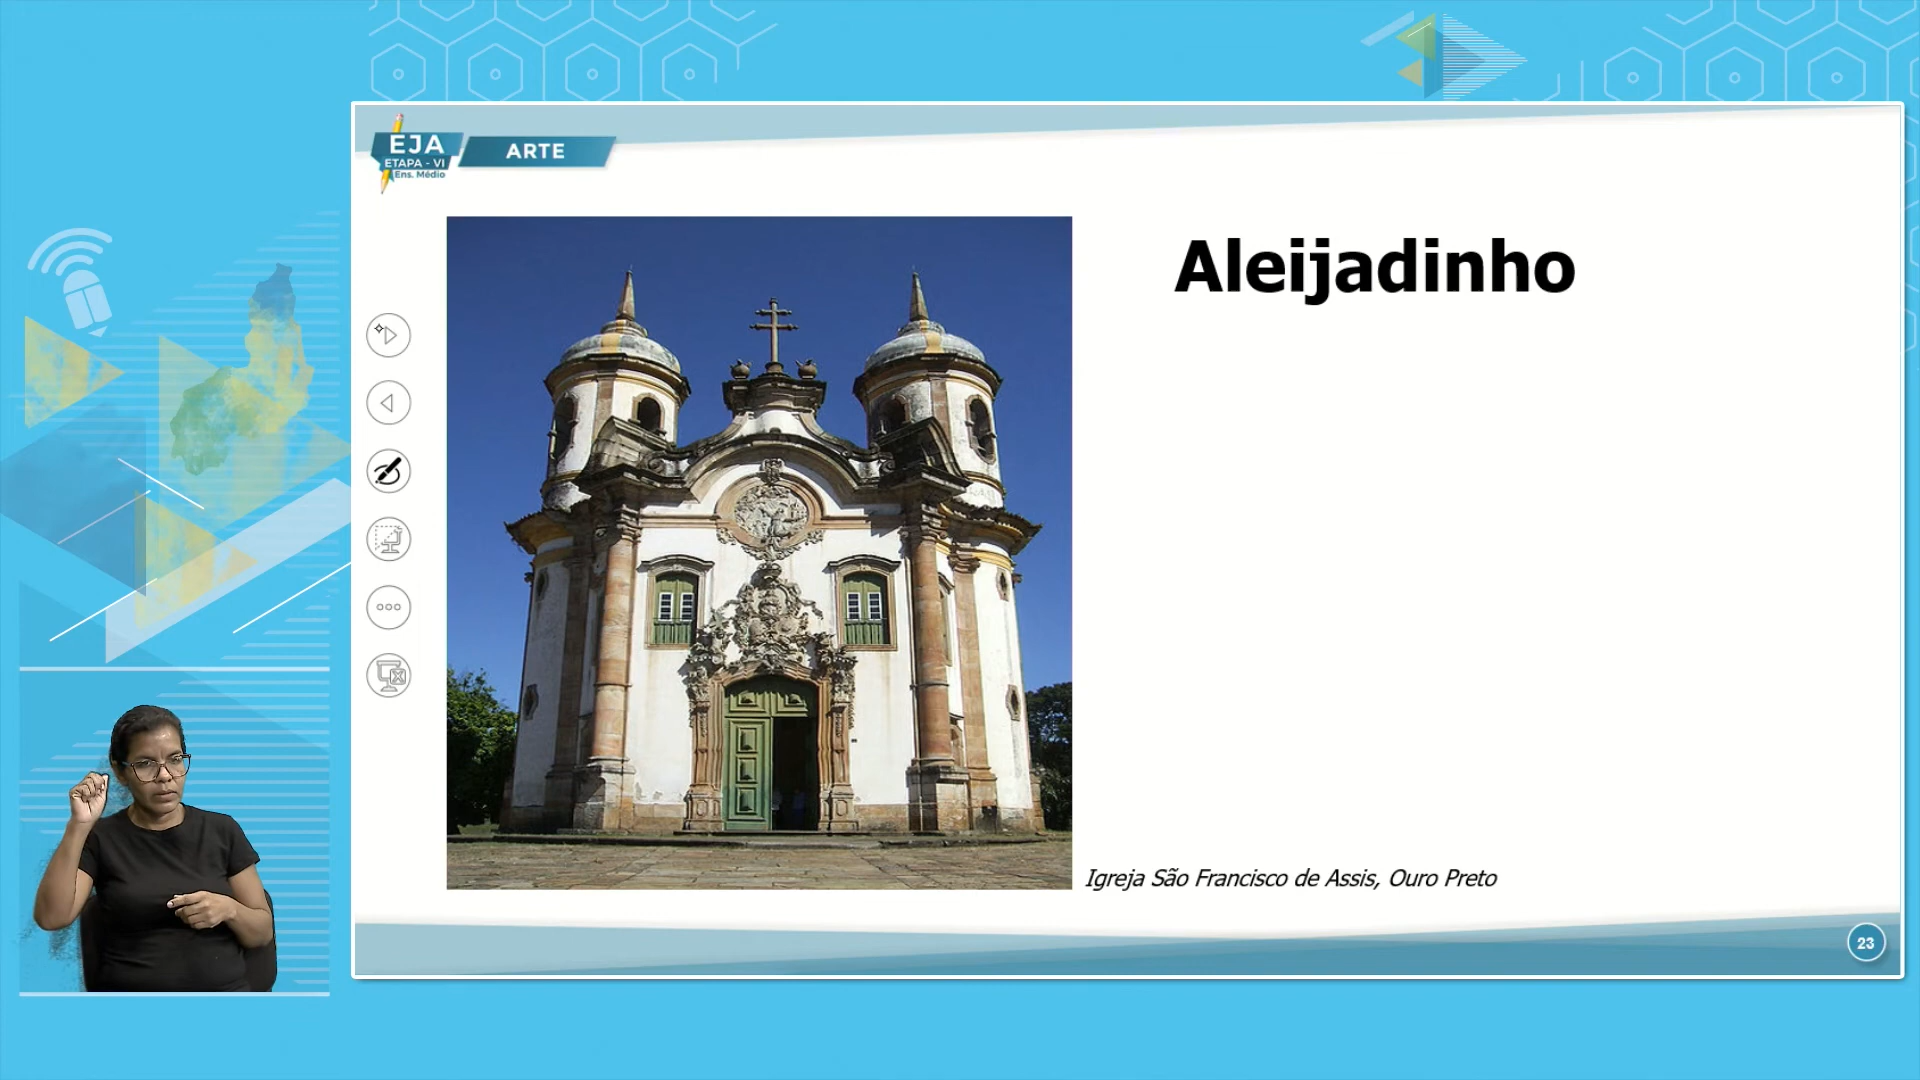 EJA
ETAPA - VI
Ens. Médio
ARTE
Aleijadinho
Igreja São Francisco de Assis, Ouro Preto
23